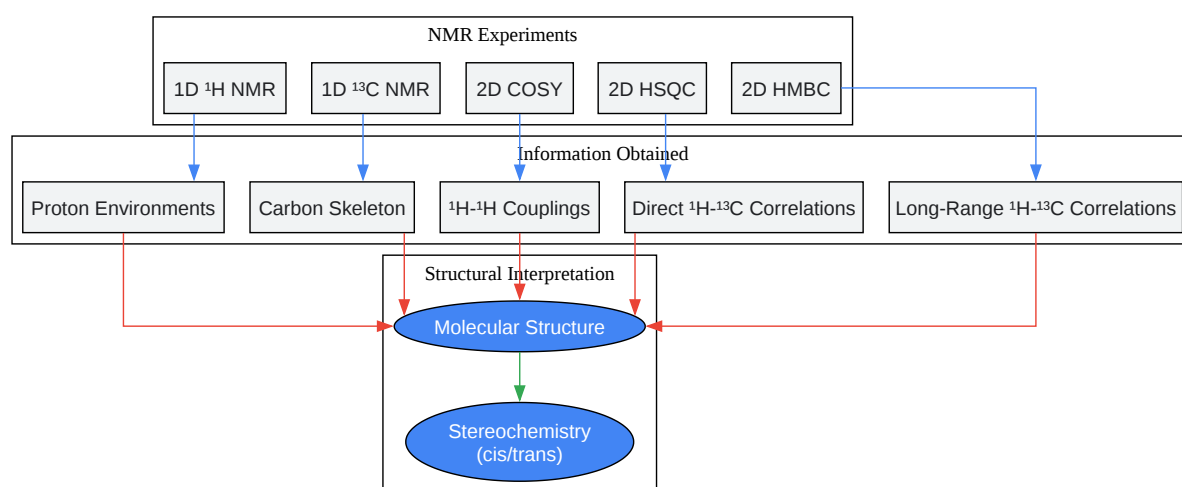 NMR Experiments
1D ¹H NMR
1D ¹³C NMR
2D COSY
2D HSQC
2D HMBC
Information Obtained
Proton Environments
Carbon Skeleton
¹H-¹H Couplings
Direct ¹H-¹³C Correlations
Long-Range ¹H-¹³C Correlations
Structural Interpretation
Molecular Structure
Stereochemistry
(cis/trans)